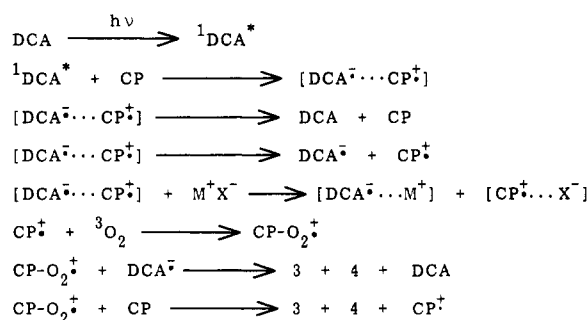 hν
DCA ⟶ ¹DCA*
¹DCA* + CP ⟶ [DCA•⁻···CP•⁺]
[DCA•⁻···CP•⁺] ⟶ DCA + CP
[DCA•⁻···CP•⁺] ⟶ DCA•⁻ + CP•⁺
[DCA•⁻···CP•⁺] + M⁺X⁻ ⟶ [DCA•⁻...M⁺] + [CP•⁺...X⁻]
CP•⁺ + ³O₂ ⟶ CP-O₂•⁺
CP-O₂•⁺ + DCA•⁻ ⟶ 3 + 4 + DCA
CP-O₂•⁺ + CP ⟶ 3 + 4 + CP•⁺